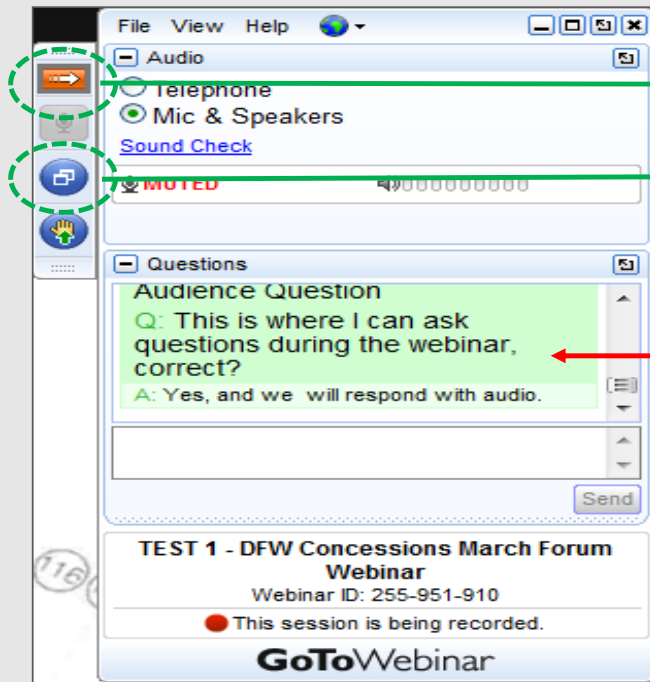 File View Help
Audio
Telephone
Mic & Speakers
Sound Check
MUTED
Questions
Audience Question
Q: This is where I can ask
questions during the webinar,
correct?
A: Yes, and we will respond with audio.
Send
TEST 1 - DFW Concessions March Forum
Webinar
Webinar ID: 255-951-910
This session is being recorded.
GoToWebinar
116